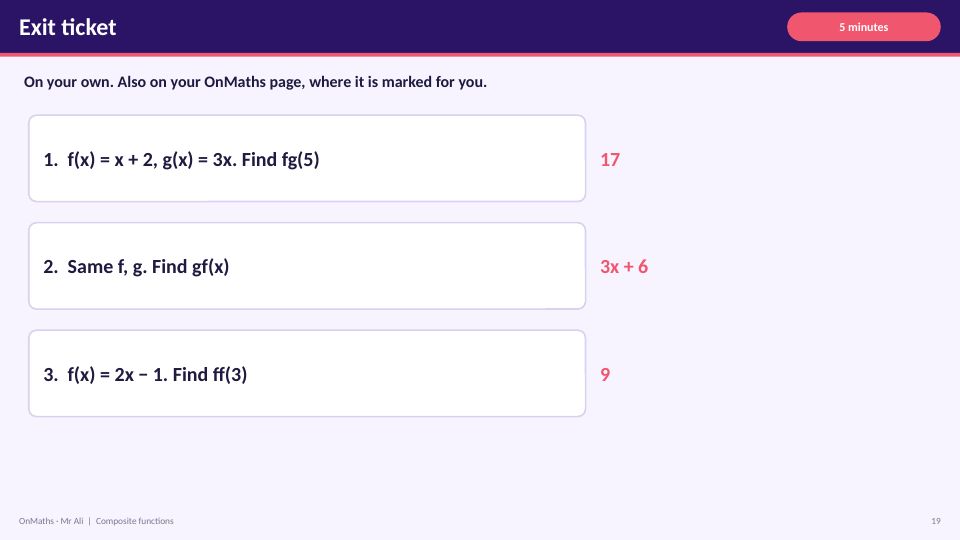 Exit ticket
5 minutes
On your own. Also on your OnMaths page, where it is marked for you.
1. f(x) = x + 2, g(x) = 3x. Find fg(5)
17
2. Same f, g. Find gf(x)
3x + 6
3. f(x) = 2x − 1. Find ff(3)
9
OnMaths - Mr Ali | Composite functions
19